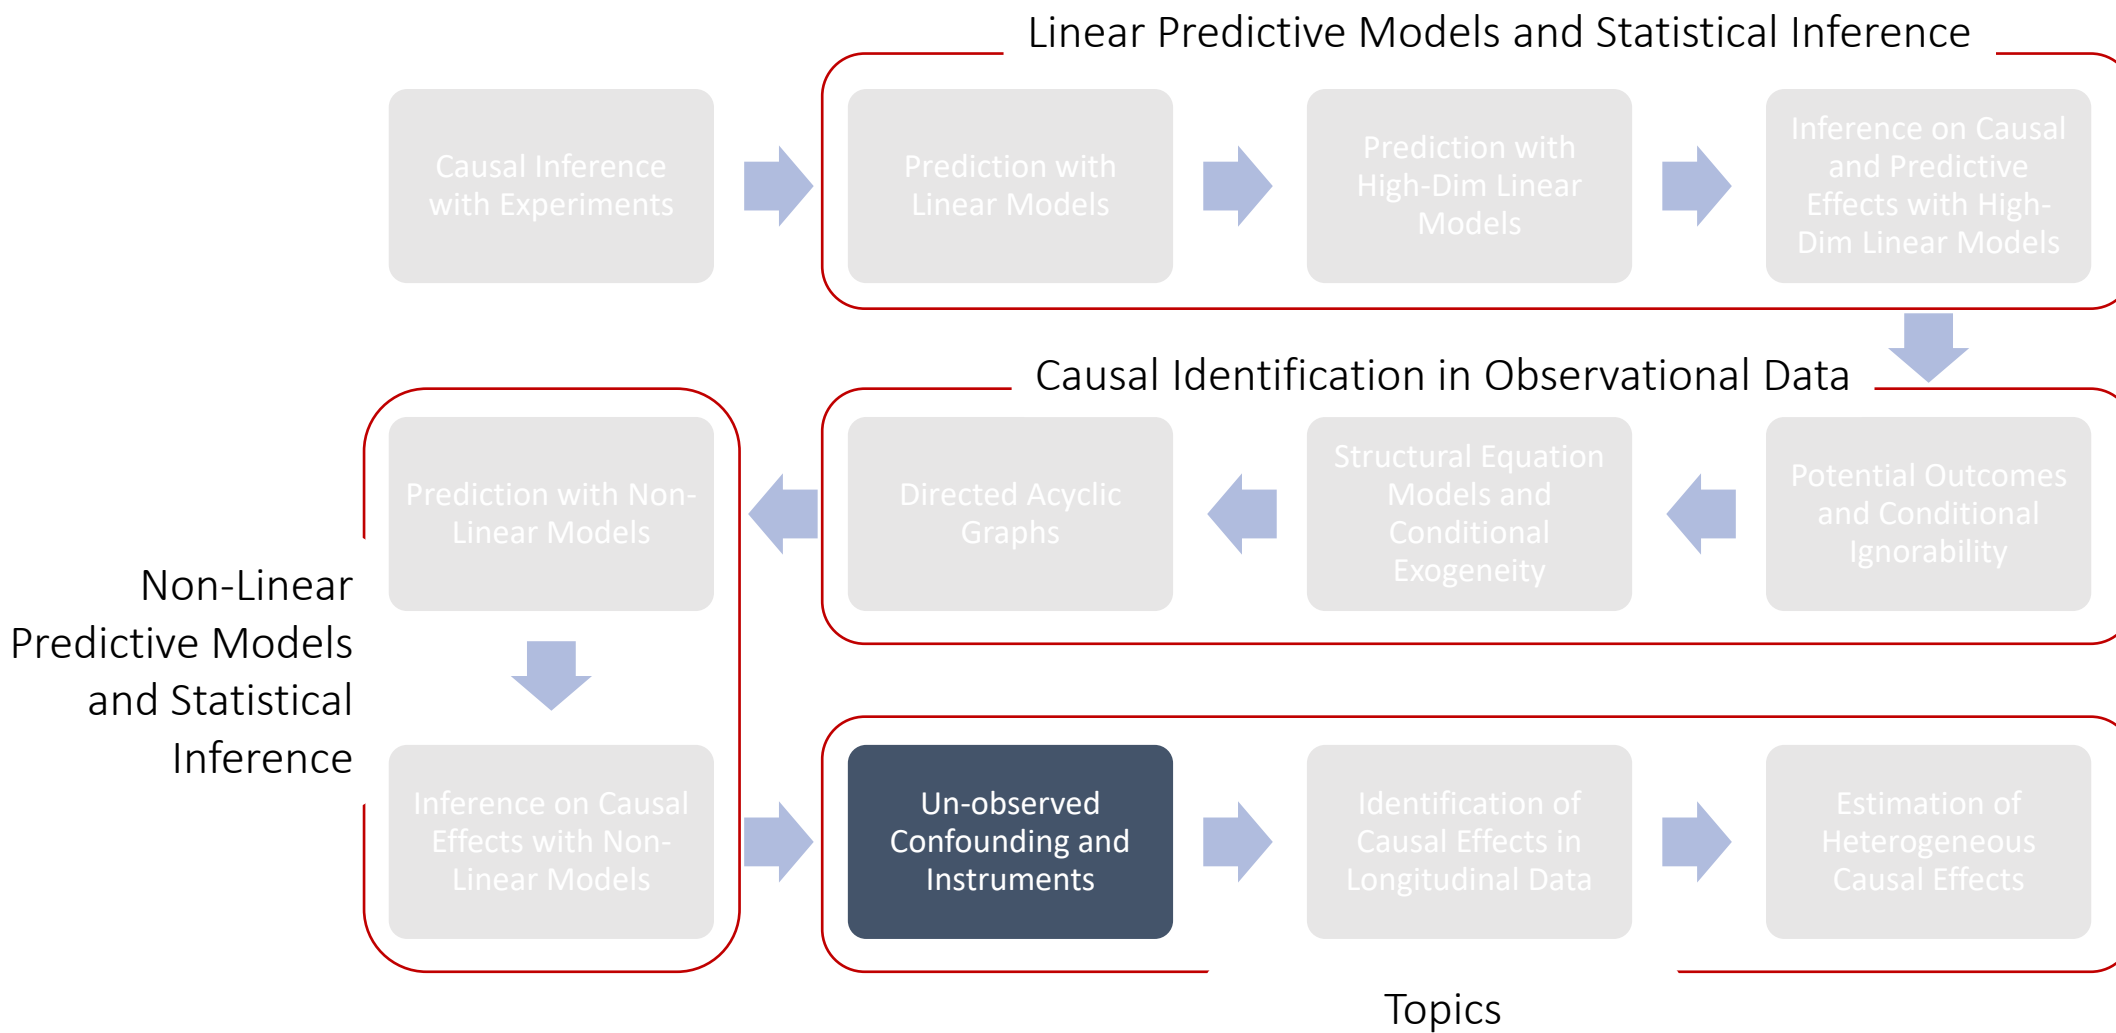 Linear Predictive Models and Statistical Inference
Causal Inference
with Experiments
Prediction with
Linear Models
Prediction with
High-Dim Linear
Models
Inference on Causal
and Predictive
Effects with High-
Dim Linear Models
Causal Identification in Observational Data
Potential Outcomes
and Conditional
Ignorability
Structural Equation
Models and
Conditional
Exogeneity
Directed Acyclic
Graphs
Prediction with Non-
Linear Models
Non-Linear
Predictive Models
and Statistical
Inference
Inference on Causal
Effects with Non-
Linear Models
Un-observed
Confounding and
Instruments
Identification of
Causal Effects in
Longitudinal Data
Estimation of
Heterogeneous
Causal Effects
Topics